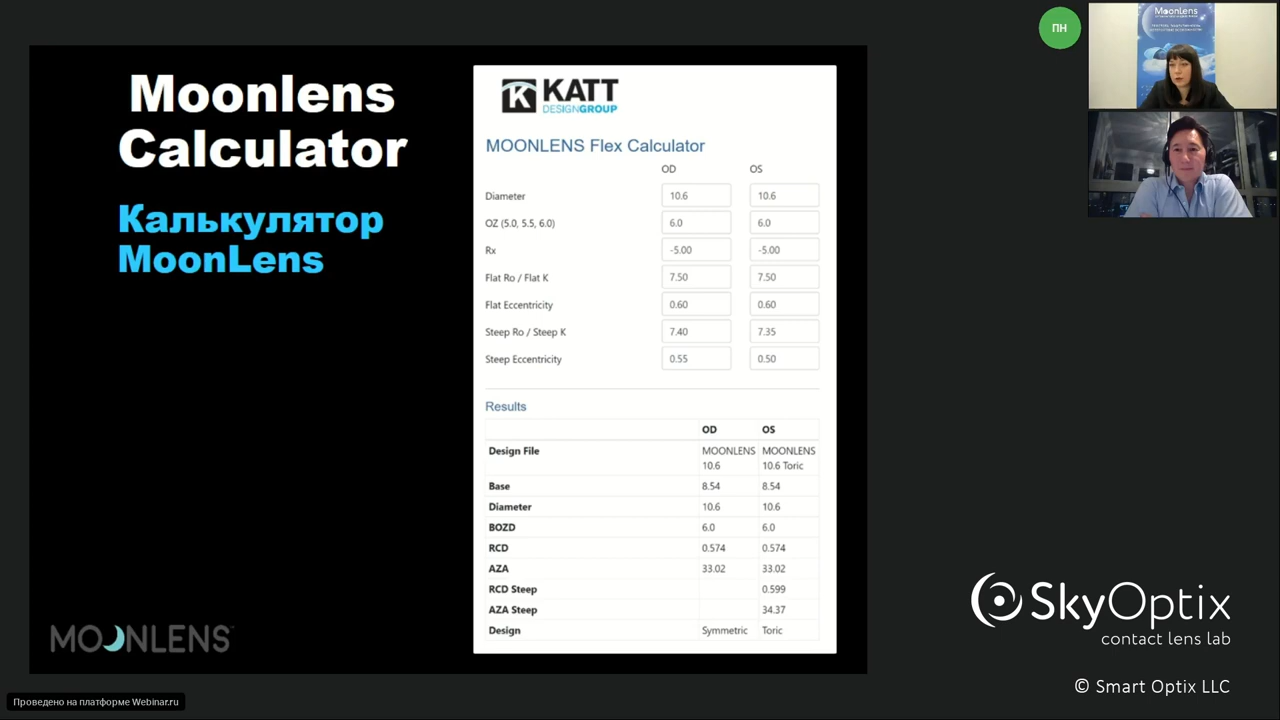 Moonlens
Calculator
Калькулятор
MoonLens
KATT
DESIGNGROUP
MOONLENS Flex Calculator
OD OS
Diameter 10.6 10.6
OZ (5.0, 5.5, 6.0) 6.0 6.0
Rx -5.00 -5.00
Flat Ro / Flat K 7.50 7.50
Flat Eccentricity 0.60 0.60
Steep Ro / Steep K 7.40 7.35
Steep Eccentricity 0.55 0.50
Results
OD OS
Design File MOONLENS MOONLENS
10.6 10.6 Toric
Base 8.54 8.54
Diameter 10.6 10.6
BOZD 6.0 6.0
RCD 0.574 0.574
AZA 33.02 33.02
RCD Steep 0.599
AZA Steep 34.37
Design Symmetric Toric
MOONLENS™
ПН
Moonlens
SkyOptix
contact lens lab
© Smart Optix LLC
Проведено на платформе Webinar.ru